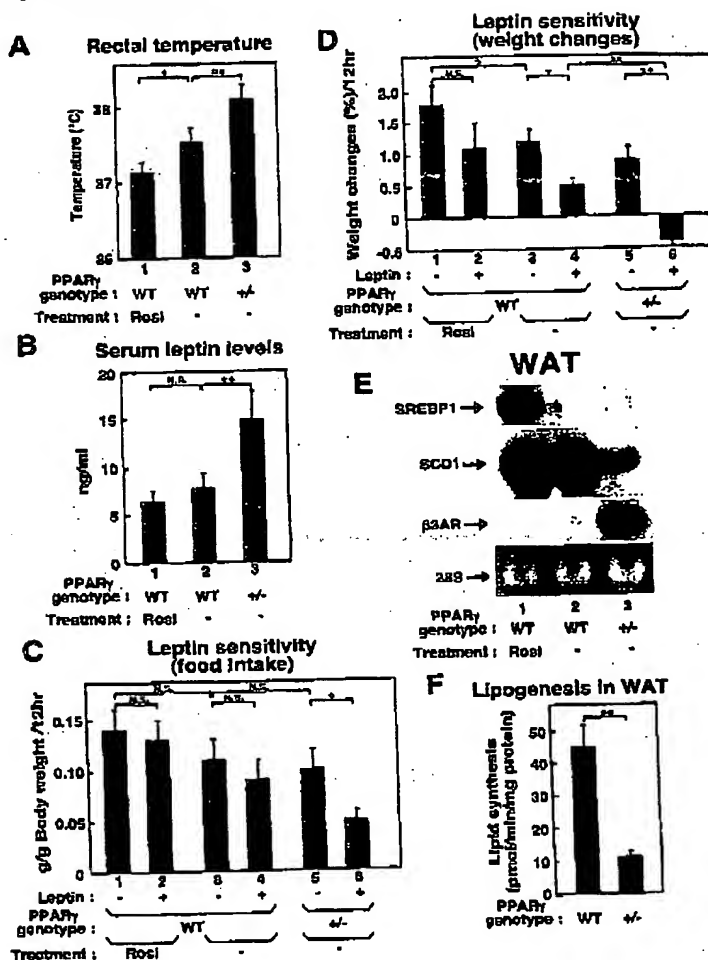 A
Rectal temperature
Temperature (°C)
38
37
36
1 2 3
PPARγ
genotype : WT WT +/-
Treatment : Rosi - -
B
Serum leptin levels
ng/ml
20
15
10
5
0
1 2 3
PPARγ
genotype : WT WT +/-
Treatment : Rosi - -
C
Leptin sensitivity
(food intake)
g/g Body weight /12hr
0.15
0.10
0.05
1 2 3 4 5 6
Leptin : - + - + - +
PPARγ
genotype : WT +/-
Treatment : Rosi - -
D
Leptin sensitivity
(weight changes)
Weight changes (%)/12hr
2.0
1.5
1.0
0.5
0
-0.5
1 2 3 4 5 6
Leptin : - + - + - +
PPARγ
genotype : WT +/-
Treatment : Rosi - -
E
WAT
SREBP1
SCD1
β3AR
28S
1 2 3
PPARγ
genotype : WT WT +/-
Treatment : Rosi - -
F
Lipogenesis in WAT
Lipid synthesis
(pmol/min/mg protein)
50
40
30
20
10
PPARγ
genotype : WT +/-